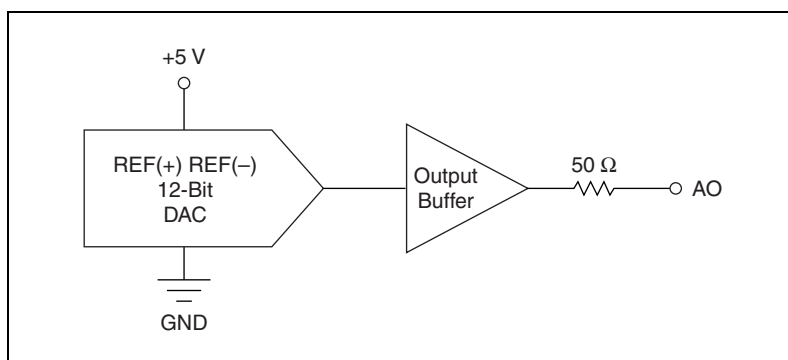 +5 V
REF(+) REF(–)
12-Bit
DAC
GND
Output
Buffer
50 Ω
AO